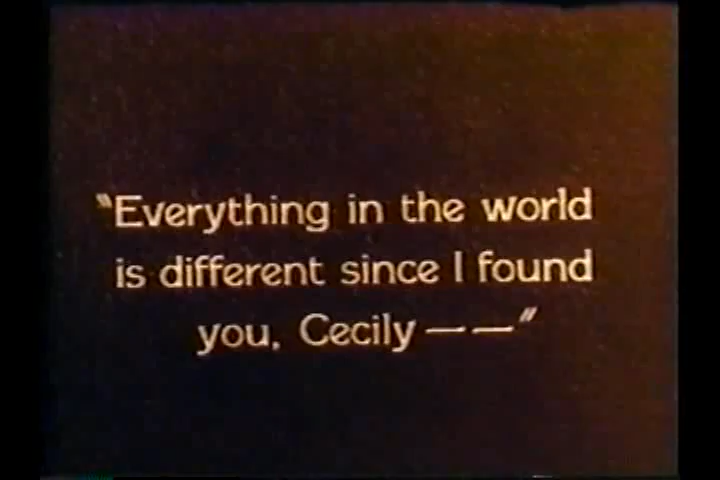 "Everything in the world
is different since I found
you, Cecily — —"